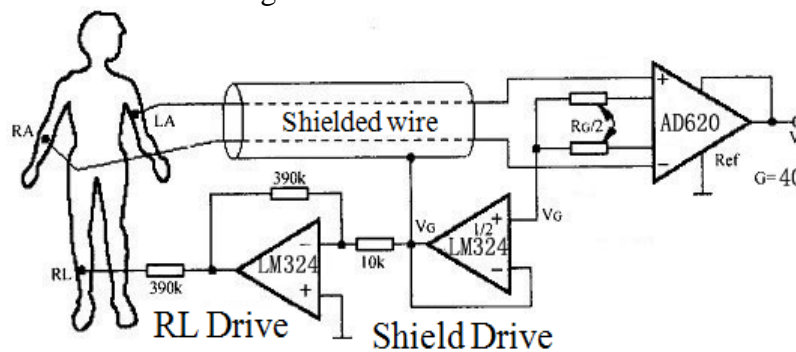 RA
LA
Shielded wire
RG/2
+
AD620
−
Ref
G=40
390k
VG
1/2
+
VG
LM324
−
10k
−
LM324
+
RL
390k
RL Drive
Shield Drive